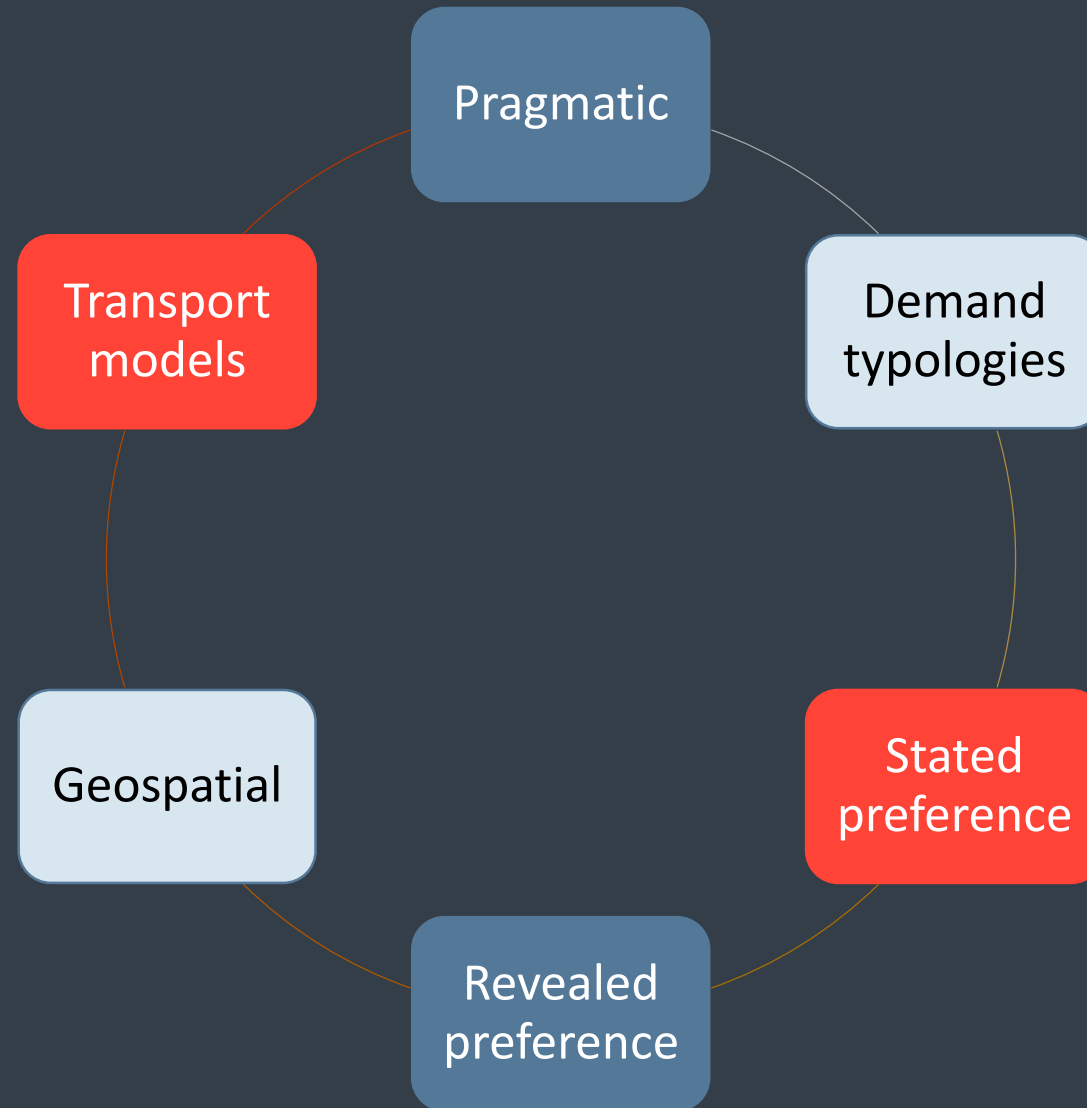 Pragmatic
Demand
typologies
Stated
preference
Revealed
preference
Geospatial
Transport
models